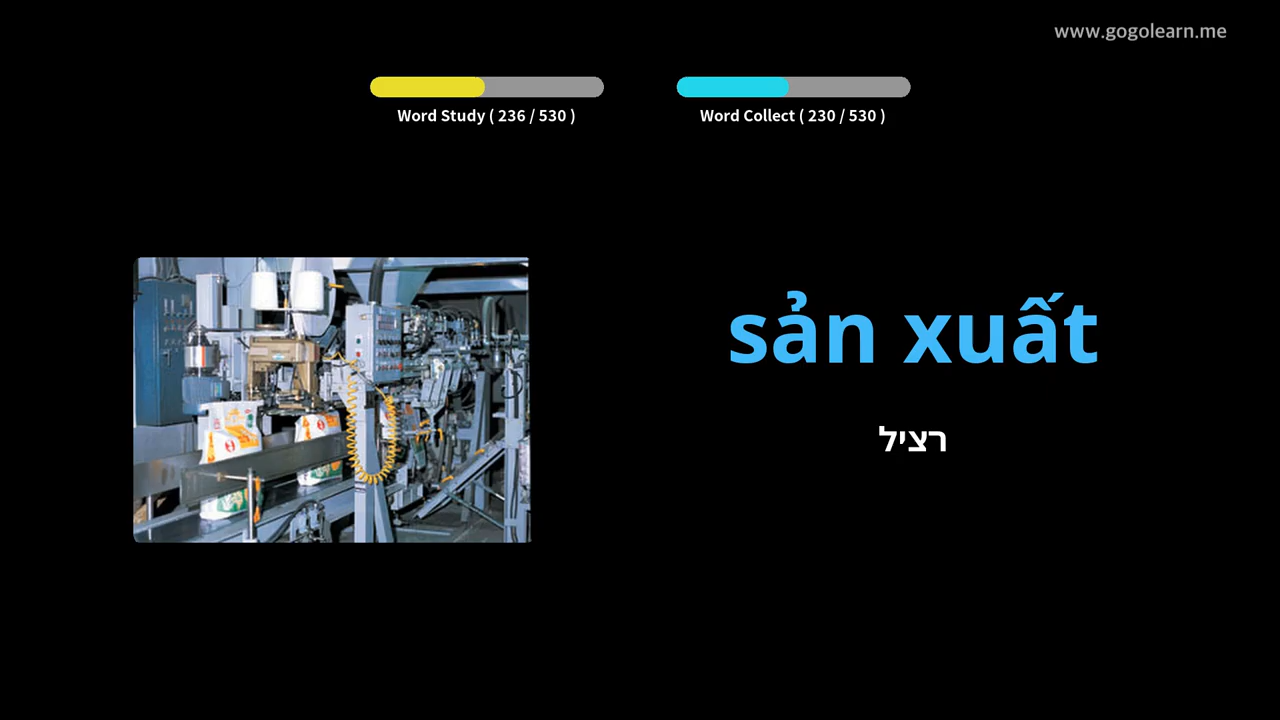 www.gogolearn.me
Word Study ( 236 / 530 )
Word Collect ( 230 / 530 )
sản xuất
רציל